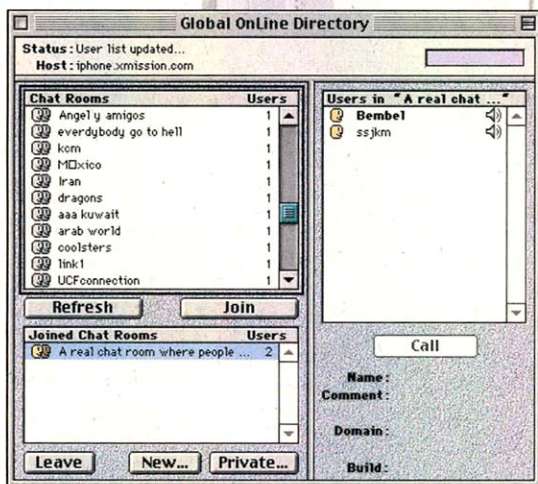 Global OnLine Directory
Status: User list updated...
Host: iphone.xmission.com
Chat Rooms Users
Angel y amigos 1
everdybody go to hell 1
kcm 1
M□xico 1
Iran 1
dragons 1
aaa kuwait 1
arab world 1
coolsters 1
link1 1
UCFconnection 1
Refresh Join
Joined Chat Rooms Users
A real chat room where people ... 2
Leave New... Private...
Users in "A real chat ..."
Bembel
ssjkm
Call
Name:
Comment:
Domain:
Build: